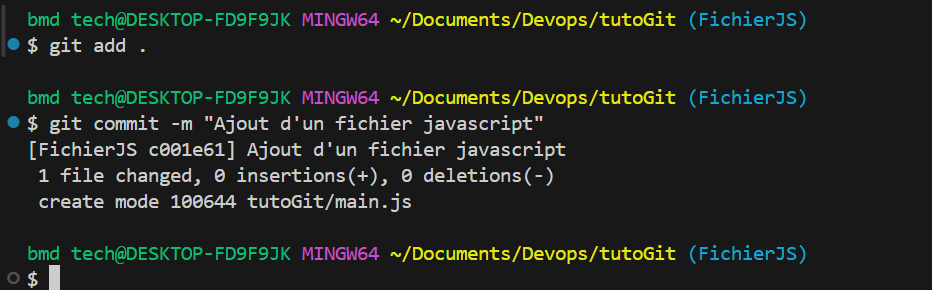 bmd tech@DESKTOP-FD9F9JK MINGW64 ~/Documents/Devops/tutoGit (FichierJS)
$ git add .
bmd tech@DESKTOP-FD9F9JK MINGW64 ~/Documents/Devops/tutoGit (FichierJS)
$ git commit -m "Ajout d'un fichier javascript"
[FichierJS c001e61] Ajout d'un fichier javascript
 1 file changed, 0 insertions(+), 0 deletions(-)
 create mode 100644 tutoGit/main.js
bmd tech@DESKTOP-FD9F9JK MINGW64 ~/Documents/Devops/tutoGit (FichierJS)
$